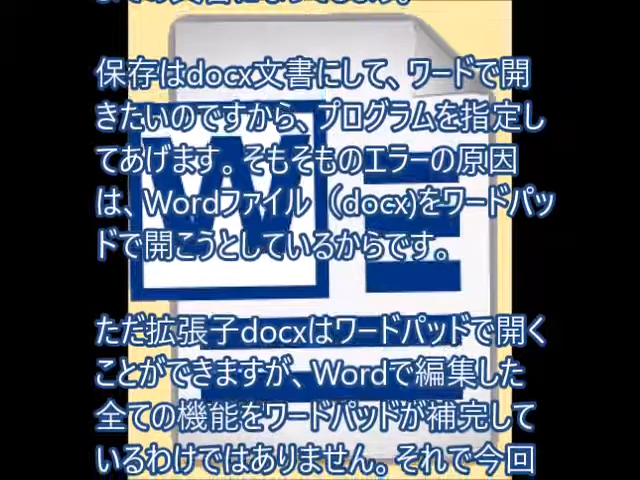 保存はdocx文書にして、ワードで開
きたいのですから、プログラムを指定し
てあげます。そもそものエラーの原因
は、Wordファイル（docx)をワードパッ
ドで開こうとしているからです。
ただ拡張子docxはワードパッドで開く
ことができますが、Wordで編集した
全ての機能をワードパッドが補完して
いるわけではありません。それで今回
W